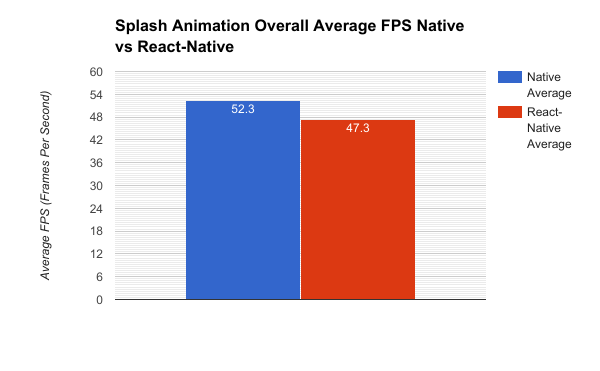 Splash Animation Overall Average FPS Native
vs React-Native
Average FPS (Frames Per Second)
60
54
48
42
36
30
24
18
12
6
0
52.3
47.3
Native
Average
React-
Native
Average